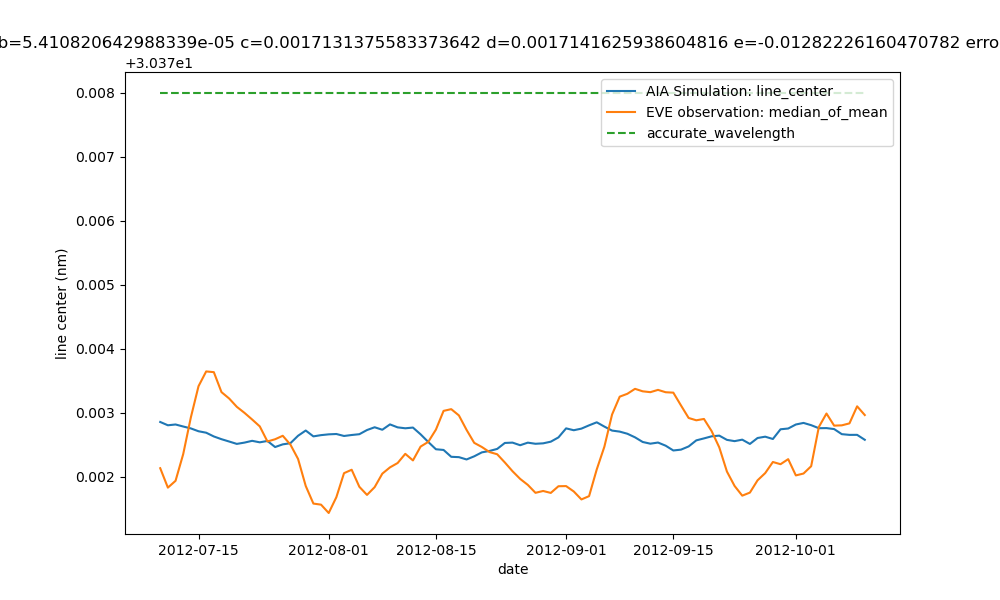 b=5.410820642988339e-05 c=0.0017131375583373642 d=0.0017141625938604816 e=-0.01282226160470782 erro
+3.037e1
0.008
0.007
0.006
0.005
0.004
0.003
0.002
line center (nm)
AIA Simulation: line_center
EVE observation: median_of_mean
accurate_wavelength
2012-07-15
2012-08-01
2012-08-15
2012-09-01
2012-09-15
2012-10-01
date